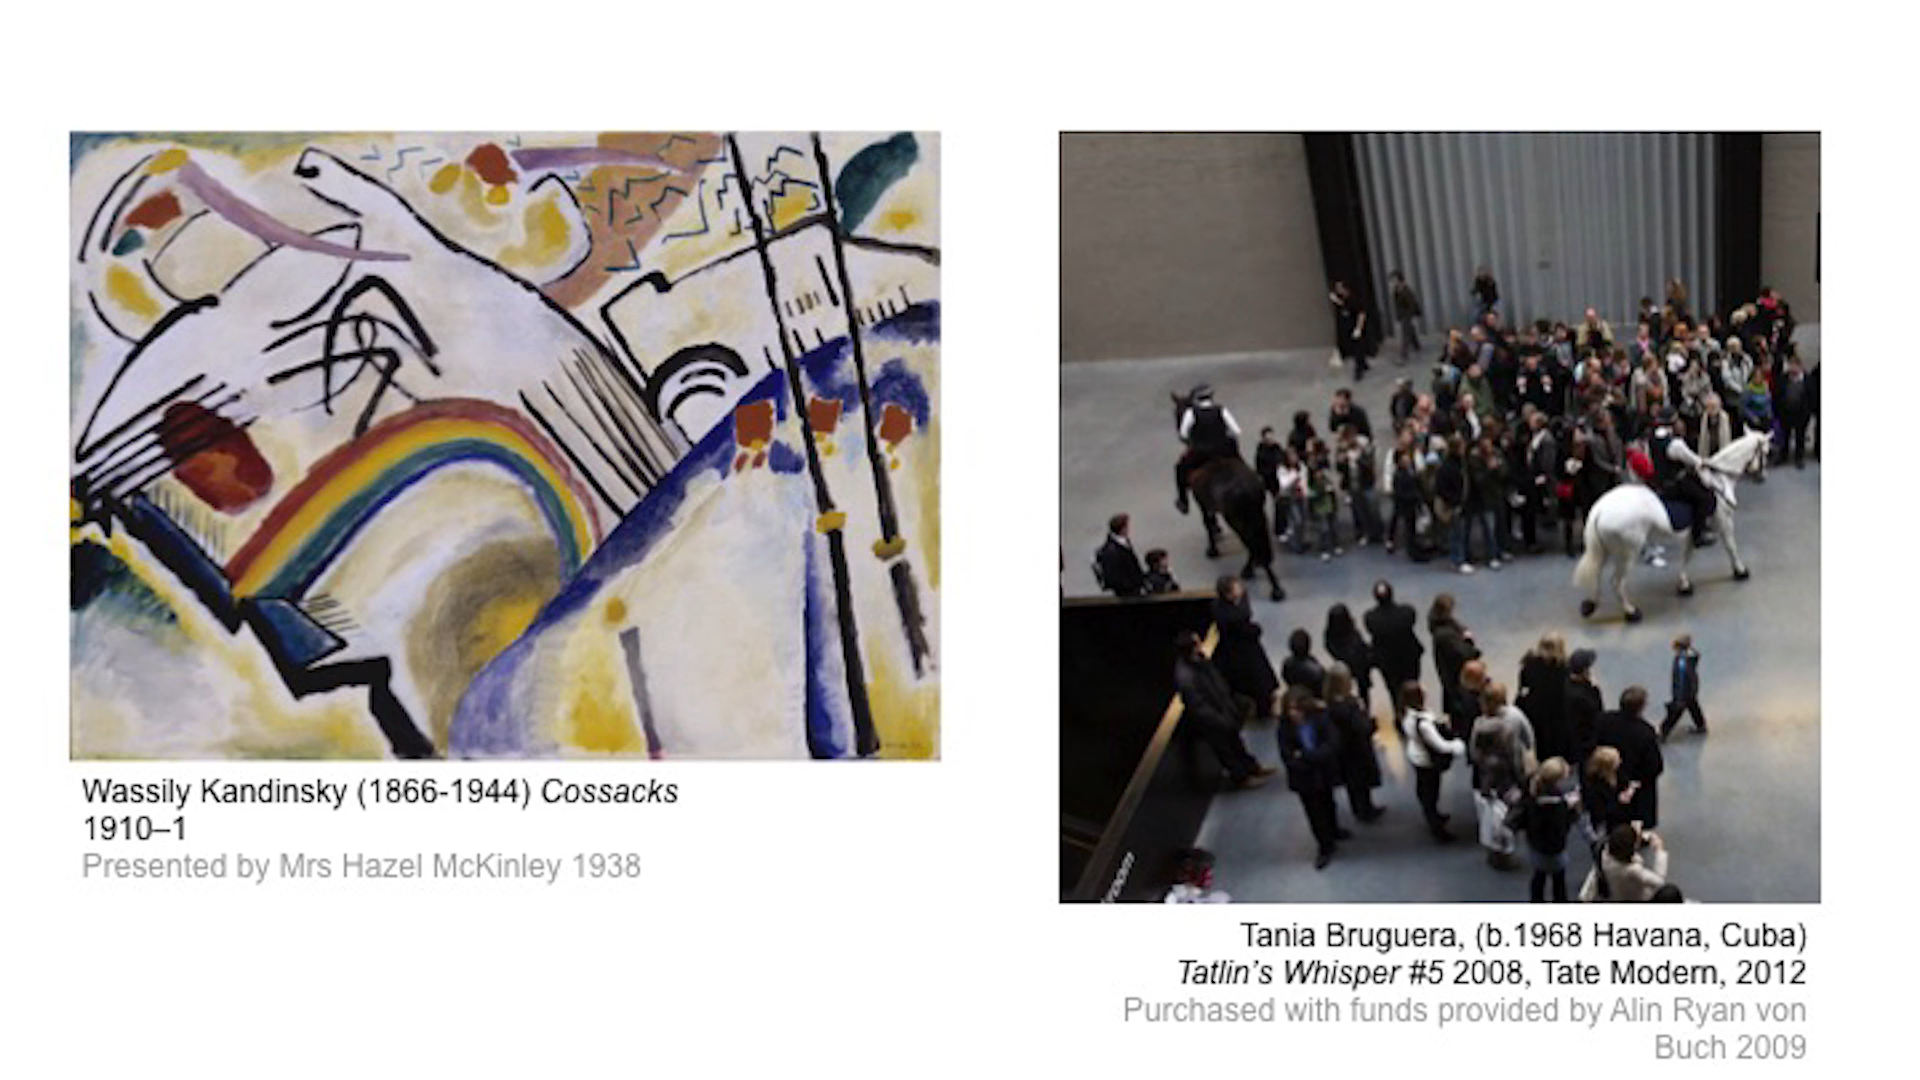 Wassily Kandinsky (1866-1944) Cossacks
1910–1
Presented by Mrs Hazel McKinley 1938
room
Tania Bruguera, (b.1968 Havana, Cuba)
Tatlin's Whisper #5 2008, Tate Modern, 2012
Purchased with funds provided by Alin Ryan von
Buch 2009